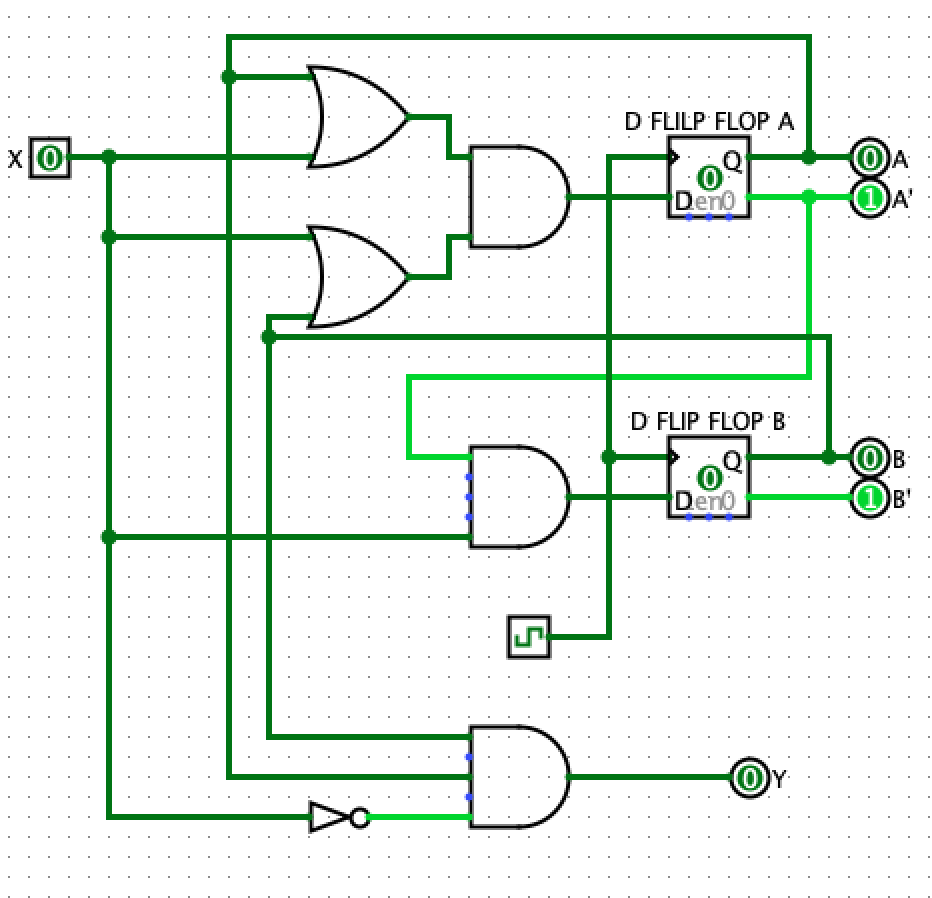 D FLILP FLOP A
X 0
0 Q
D en 0
0 A
1 A'
D FLIP FLOP B
0 Q
D en 0
0 B
1 B'
0 Y